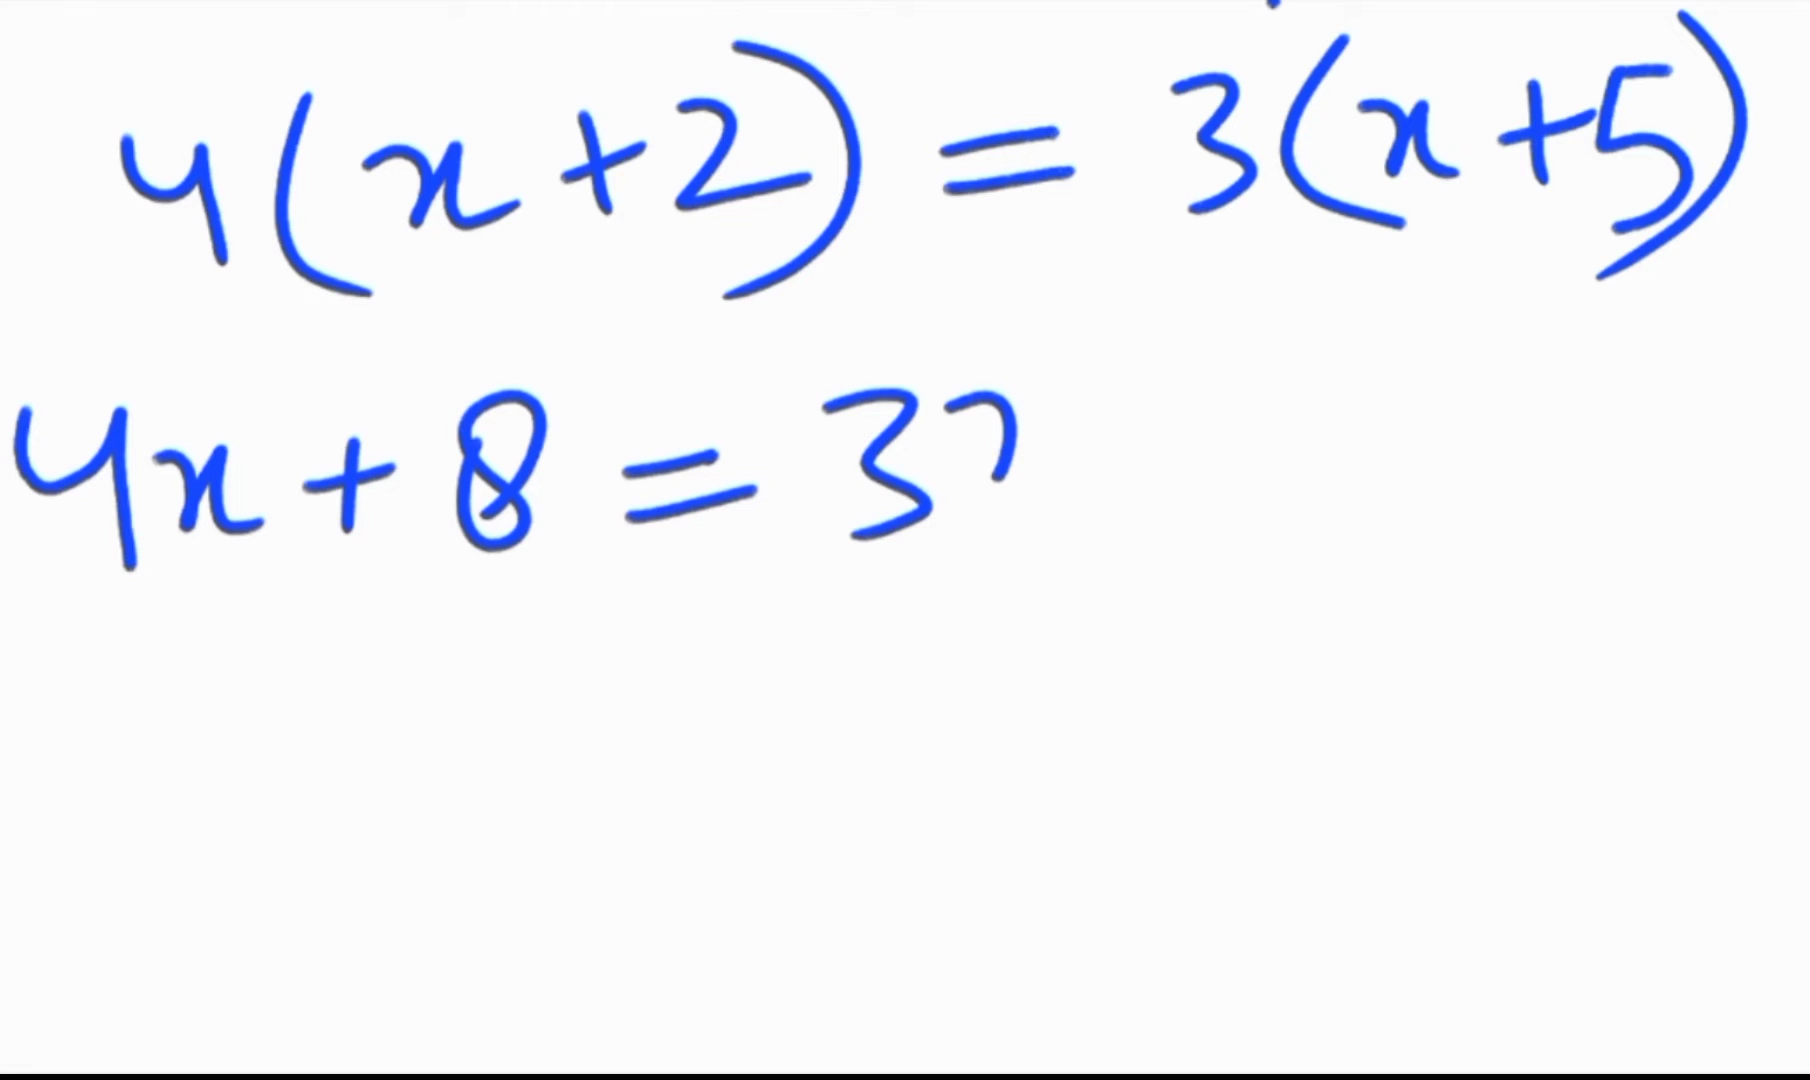 4(x+2) = 3(x+5)
4x+8 = 3